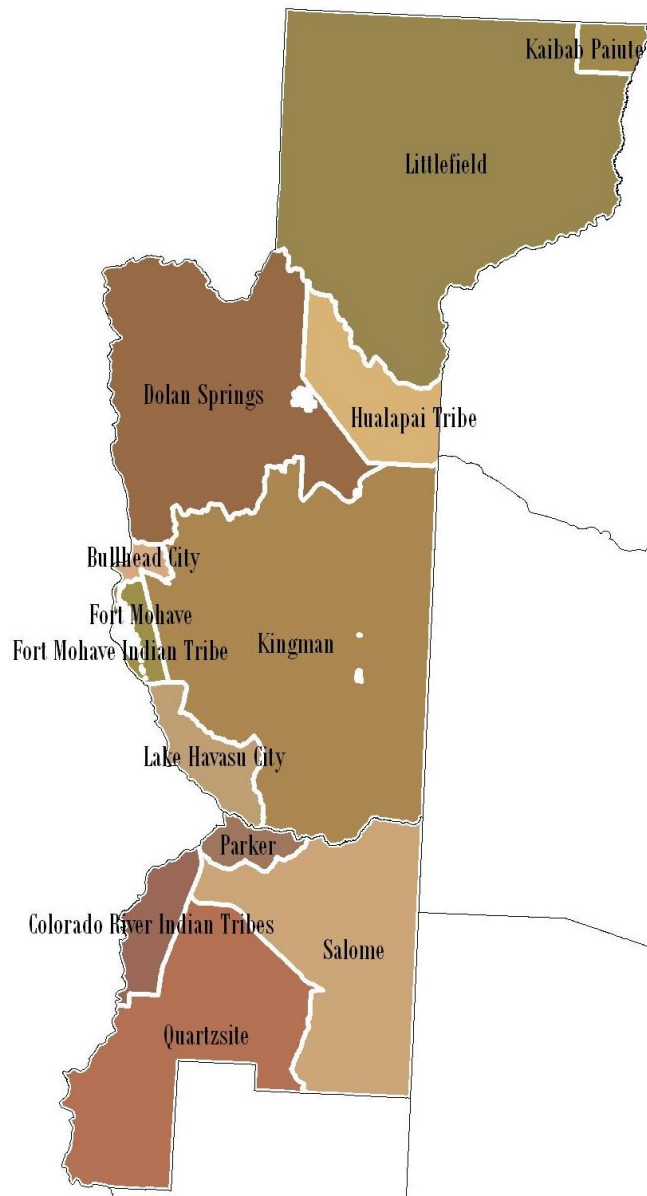 Kaibab Paiute
Littlefield
Dolan Springs
Hualapai Tribe
Bullhead City
Fort Mohave
Fort Mohave Indian Tribe
Kingman
Lake Havasu City
Parker
Colorado River Indian Tribes
Salome
Quartzsite